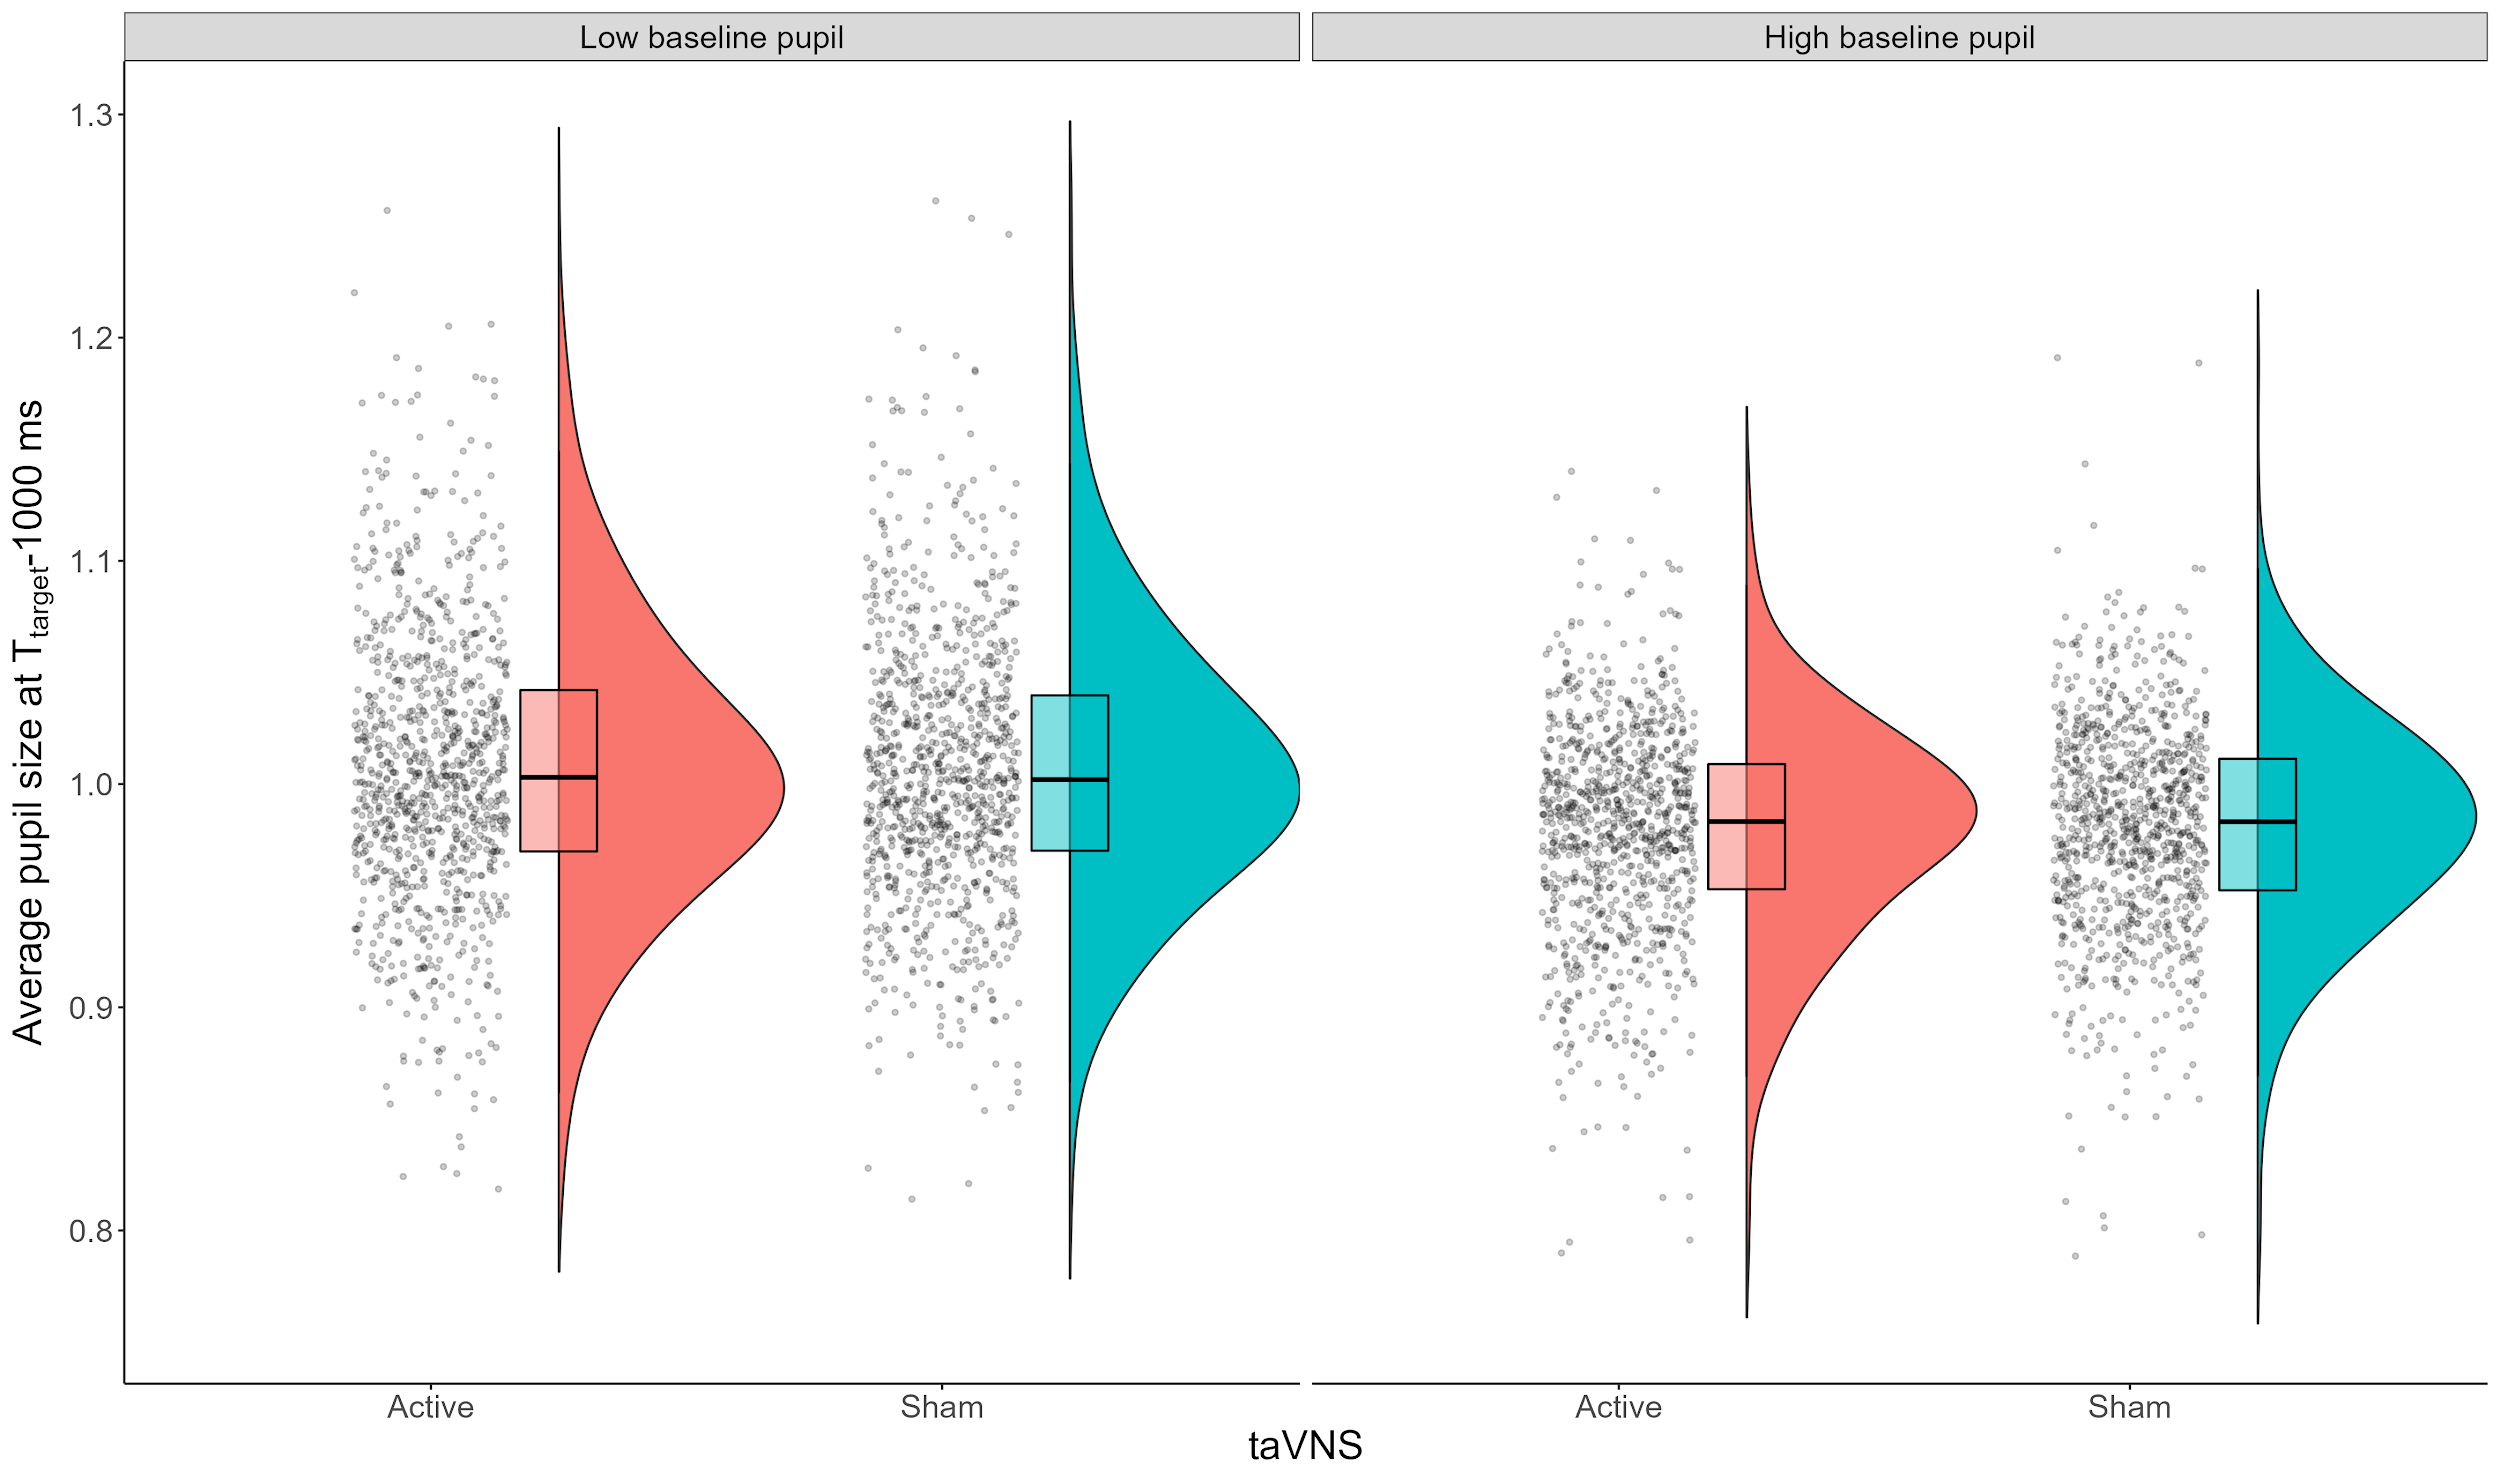 Low baseline pupil
High baseline pupil
Average pupil size at Ttarget-1000 ms
1.3
1.2
1.1
1.0
0.9
0.8
Active
Sham
Active
Sham
taVNS